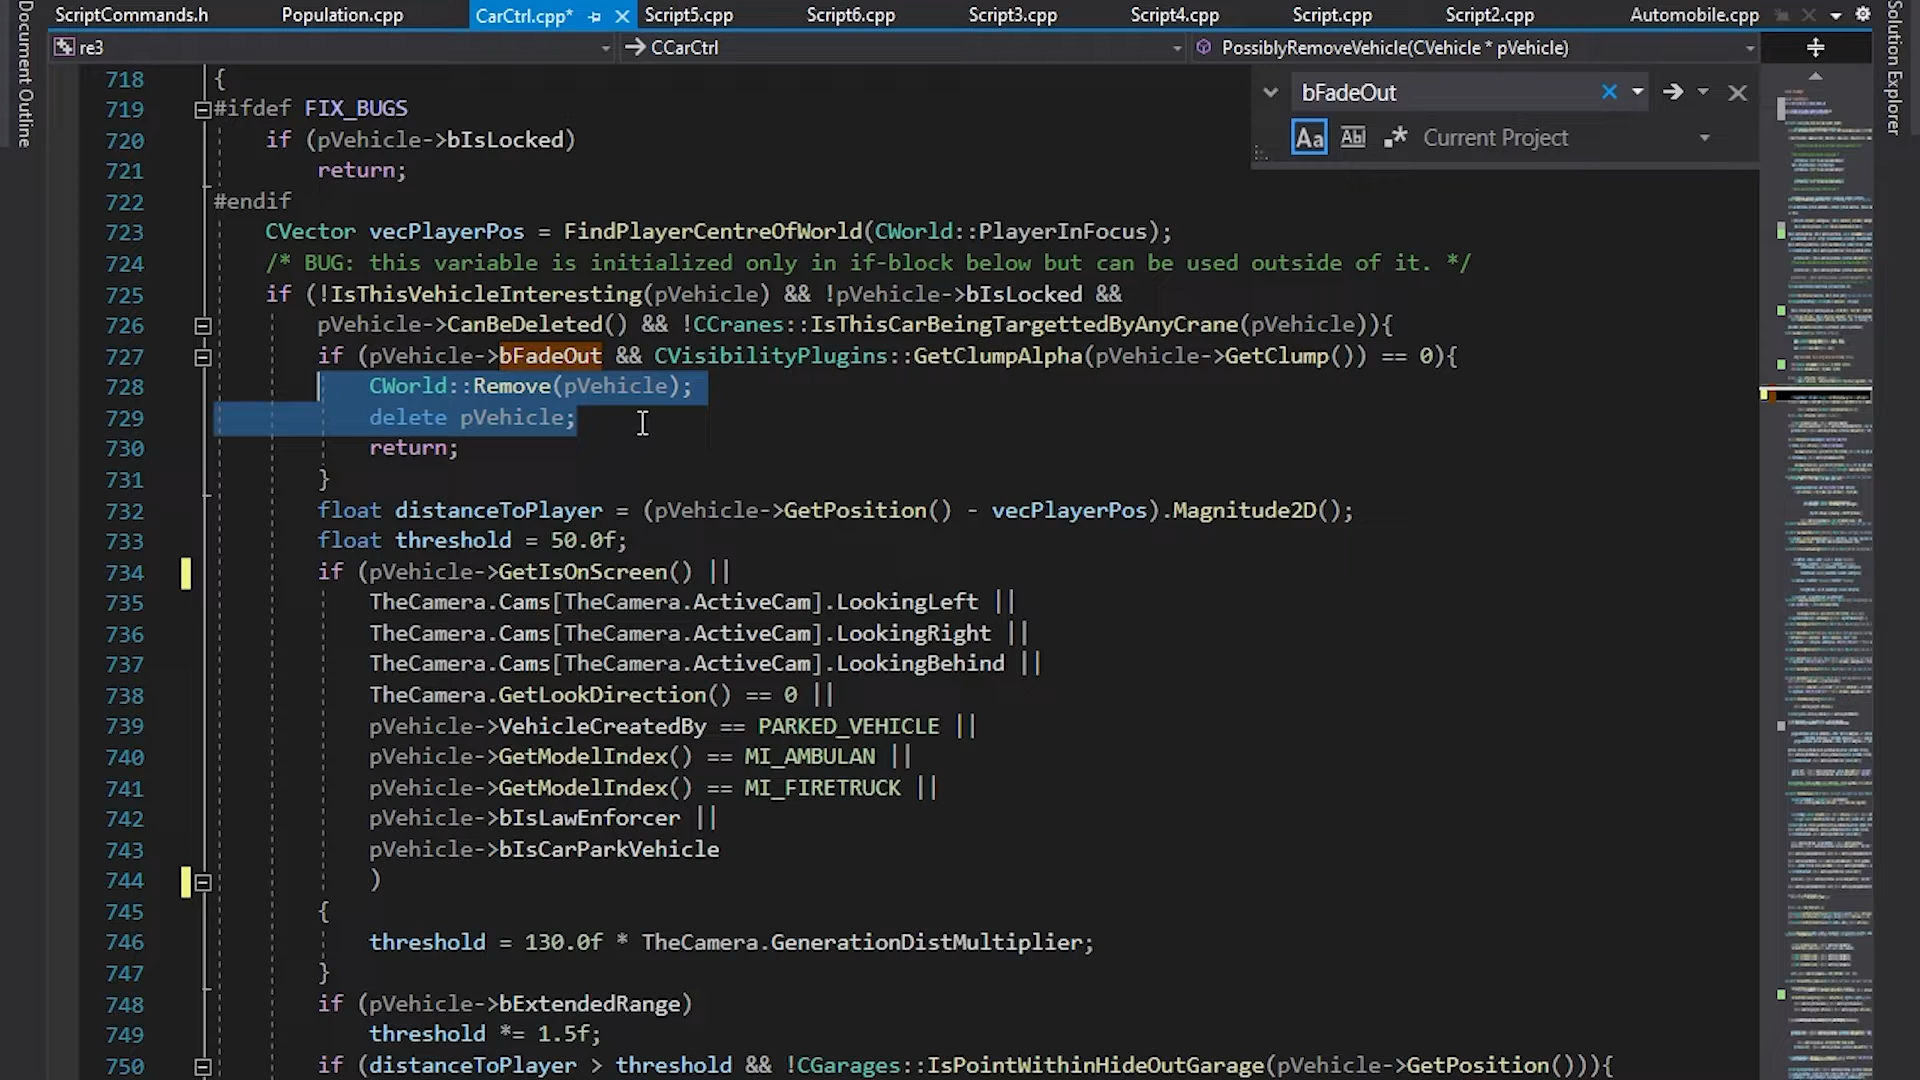 ScriptCommands.h Population.cpp CarCtrl.cpp* Script5.cpp Script6.cpp Script3.cpp Script4.cpp Script.cpp Script2.cpp Automobile.cpp
Document Outline
Solution Explorer
re3 CCarCtrl PossiblyRemoveVehicle(CVehicle * pVehicle)
bFadeOut
Aa Abl .* Current Project
718 {
719 #ifdef FIX_BUGS
720 if (pVehicle->bIsLocked)
721 return;
722 #endif
723 CVector vecPlayerPos = FindPlayerCentreOfWorld(CWorld::PlayerInFocus);
724 /* BUG: this variable is initialized only in if-block below but can be used outside of it. */
725 if (!IsThisVehicleInteresting(pVehicle) && !pVehicle->bIsLocked &&
726 pVehicle->CanBeDeleted() && !CCranes::IsThisCarBeingTargettedByAnyCrane(pVehicle)){
727 if (pVehicle->bFadeOut && CVisibilityPlugins::GetClumpAlpha(pVehicle->GetClump()) == 0){
728 CWorld::Remove(pVehicle);
729 delete pVehicle;
730 return;
731 }
732 float distanceToPlayer = (pVehicle->GetPosition() - vecPlayerPos).Magnitude2D();
733 float threshold = 50.0f;
734 if (pVehicle->GetIsOnScreen() ||
735 TheCamera.Cams[TheCamera.ActiveCam].LookingLeft ||
736 TheCamera.Cams[TheCamera.ActiveCam].LookingRight ||
737 TheCamera.Cams[TheCamera.ActiveCam].LookingBehind ||
738 TheCamera.GetLookDirection() == 0 ||
739 pVehicle->VehicleCreatedBy == PARKED_VEHICLE ||
740 pVehicle->GetModelIndex() == MI_AMBULAN ||
741 pVehicle->GetModelIndex() == MI_FIRETRUCK ||
742 pVehicle->bIsLawEnforcer ||
743 pVehicle->bIsCarParkVehicle
744 )
745 {
746 threshold = 130.0f * TheCamera.GenerationDistMultiplier;
747 }
748 if (pVehicle->bExtendedRange)
749 threshold *= 1.5f;
750 if (distanceToPlayer > threshold && !CGarages::IsPointWithinHideOutGarage(pVehicle->GetPosition())){